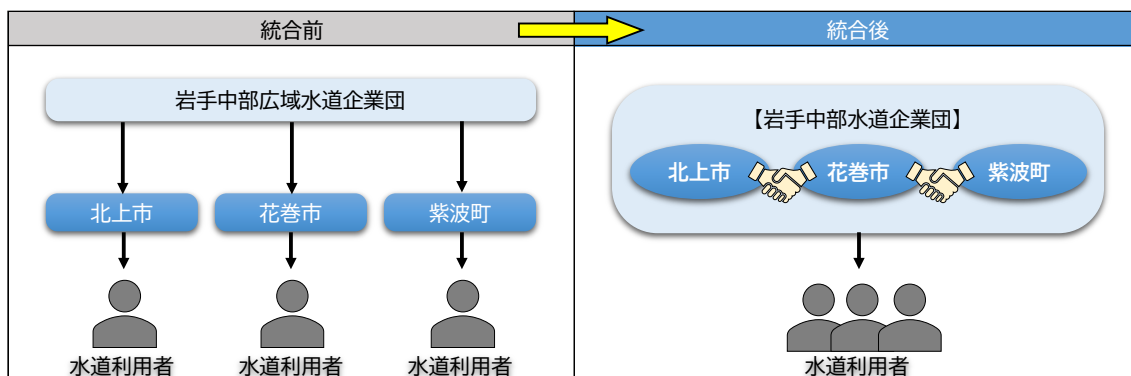 統合前
統合後
岩手中部広域水道企業団
北上市
花巻市
紫波町
水道利用者
水道利用者
水道利用者
【岩手中部水道企業団】
北上市
花巻市
紫波町
水道利用者